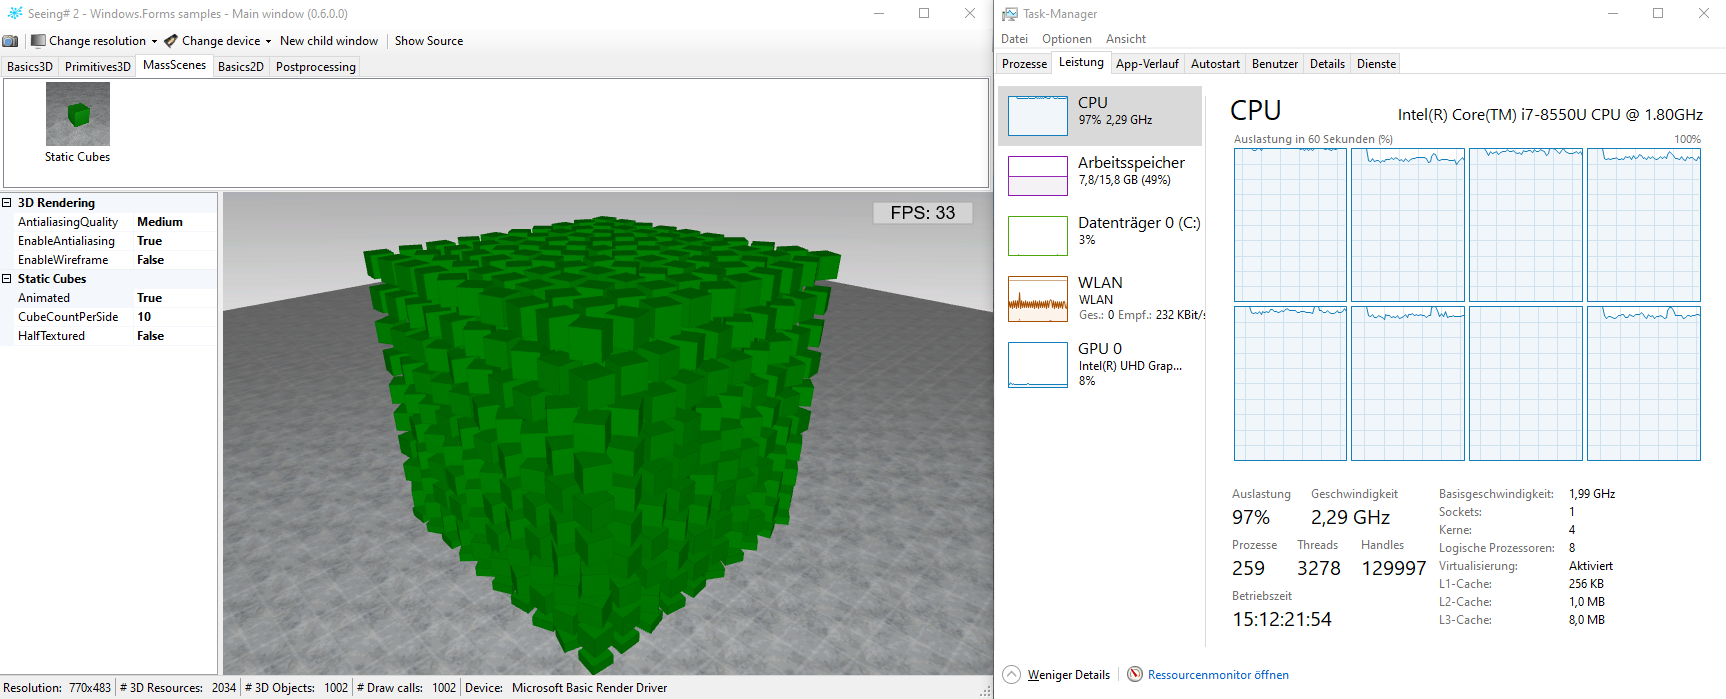 Seeing# 2 - Windows.Forms samples - Main window (0.6.0.0)
Change resolution Change device New child window Show Source
Basics3D Primitives3D MassScenes Basics2D Postprocessing
Static Cubes
3D Rendering
AntialiasingQuality Medium
EnableAntialiasing True
EnableWireframe False
Static Cubes
Animated True
CubeCountPerSide 10
HalfTextured False
FPS: 33
Resolution: 770x483 # 3D Resources: 2034 # 3D Objects: 1002 # Draw calls: 1002 Device: Microsoft Basic Render Driver
Task-Manager
Datei Optionen Ansicht
Prozesse Leistung App-Verlauf Autostart Benutzer Details Dienste
CPU
97% 2,29 GHz
Arbeitsspeicher
7,8/15,8 GB (49%)
Datenträger 0 (C:)
3%
WLAN
WLAN
Ges.: 0 Empf.: 232 KBit/s
GPU 0
Intel(R) UHD Grap...
8%
CPU Intel(R) Core(TM) i7-8550U CPU @ 1.80GHz
Auslastung in 60 Sekunden (%) 100%
Auslastung Geschwindigkeit
97% 2,29 GHz
Prozesse Threads Handles
259 3278 129997
Betriebszeit
15:12:21:54
Basisgeschwindigkeit: 1,99 GHz
Sockets: 1
Kerne: 4
Logische Prozessoren: 8
Virtualisierung: Aktiviert
L1-Cache: 256 KB
L2-Cache: 1,0 MB
L3-Cache: 8,0 MB
Weniger Details Ressourcenmonitor öffnen